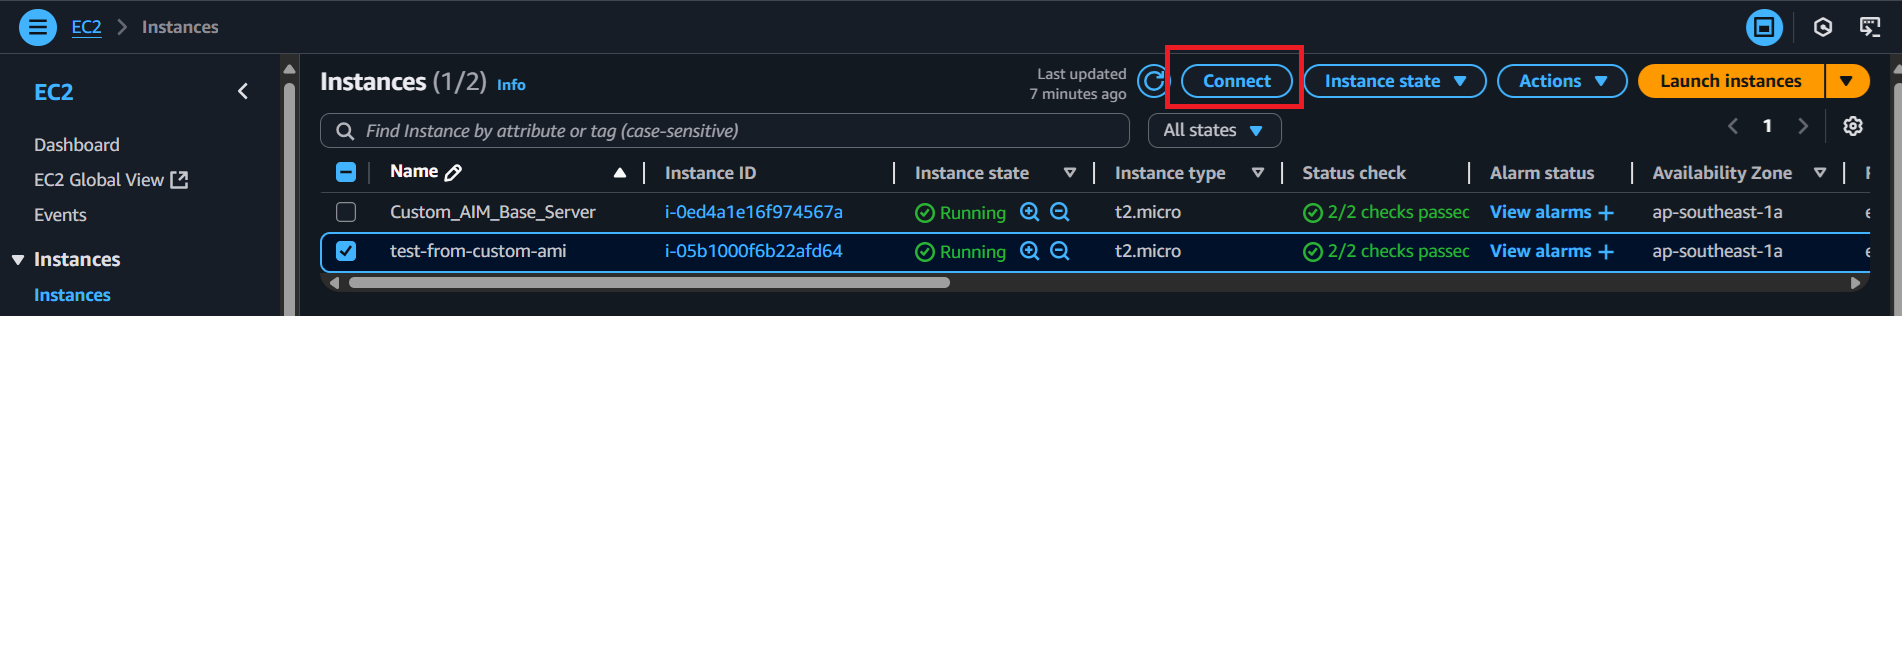 EC2 Instances
EC2
Dashboard
EC2 Global View
Events
Instances
Instances
Instances (1/2) Info
Last updated
7 minutes ago
Connect
Instance state
Actions
Launch instances
Find Instance by attribute or tag (case-sensitive)
All states
1
Name Instance ID Instance state Instance type Status check Alarm status Availability Zone
Custom_AIM_Base_Server i-0ed4a1e16f974567a Running t2.micro 2/2 checks passec View alarms + ap-southeast-1a
test-from-custom-ami i-05b1000f6b22afd64 Running t2.micro 2/2 checks passec View alarms + ap-southeast-1a